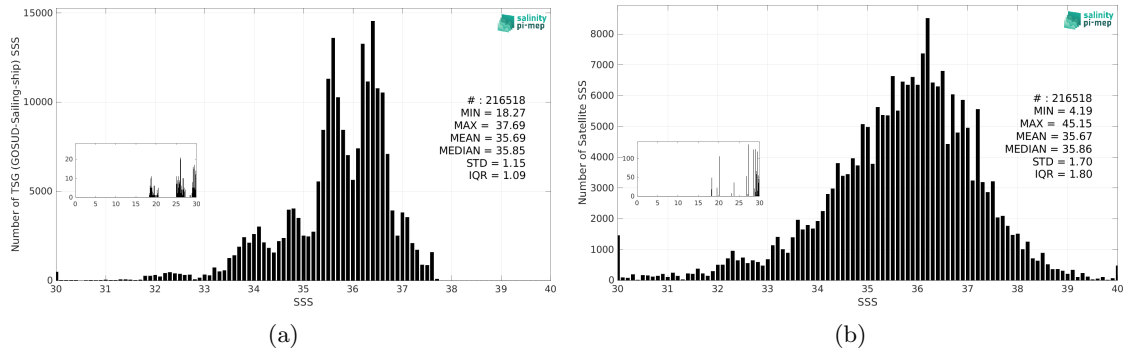 salinity
pi-mep
15000
10000
5000
0
Number of TSG (GOSUD-Sailing-ship) SSS
# : 216518
MIN = 18.27
MAX = 37.69
MEAN = 35.69
MEDIAN = 35.85
STD = 1.15
IQR = 1.09
20
10
0
0 5 10 15 20 25 30
30 31 32 33 34 35 36 37 38 39 40
SSS
(a)
salinity
pi-mep
8000
7000
6000
5000
4000
3000
2000
1000
0
Number of Satellite SSS
# : 216518
MIN = 4.19
MAX = 45.15
MEAN = 35.67
MEDIAN = 35.86
STD = 1.70
IQR = 1.80
100
50
0
0 5 10 15 20 25 30
30 31 32 33 34 35 36 37 38 39 40
SSS
(b)